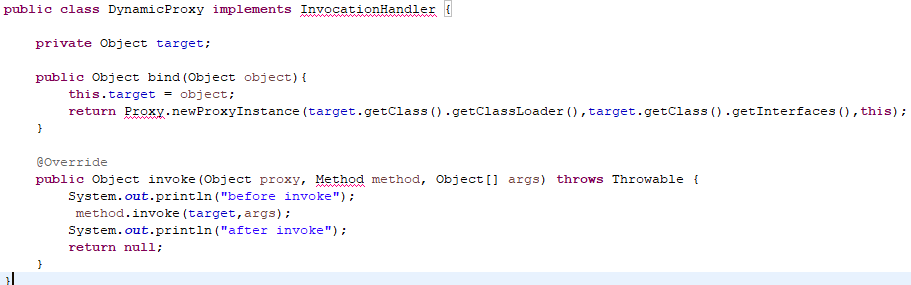 public class DynamicProxy implements InvocationHandler {
private Object target;
public Object bind(Object object){
this.target = object;
return Proxy.newProxyInstance(target.getClass().getClassLoader(),target.getClass().getInterfaces(),this);
}
@Override
public Object invoke(Object proxy, Method method, Object[] args) throws Throwable {
System.out.println("before invoke");
method.invoke(target,args);
System.out.println("after invoke");
return null;
}
}